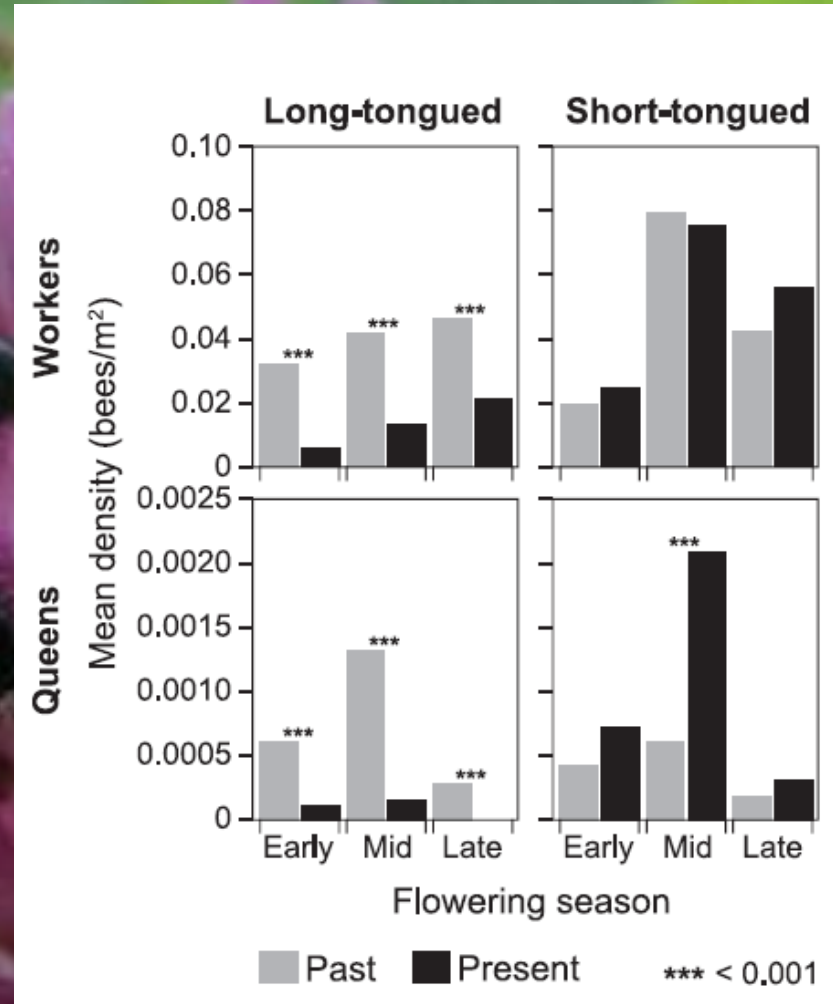 Long-tongued Short-tongued
Workers
Queens
Mean density (bees/m²)
0.10
0.08
0.06
0.04
0.02
0
*** *** ***
0.0025
0.0020
0.0015
0.0010
0.0005
0
*** *** ***
***
Early Mid Late Early Mid Late
Flowering season
Past Present *** < 0.001